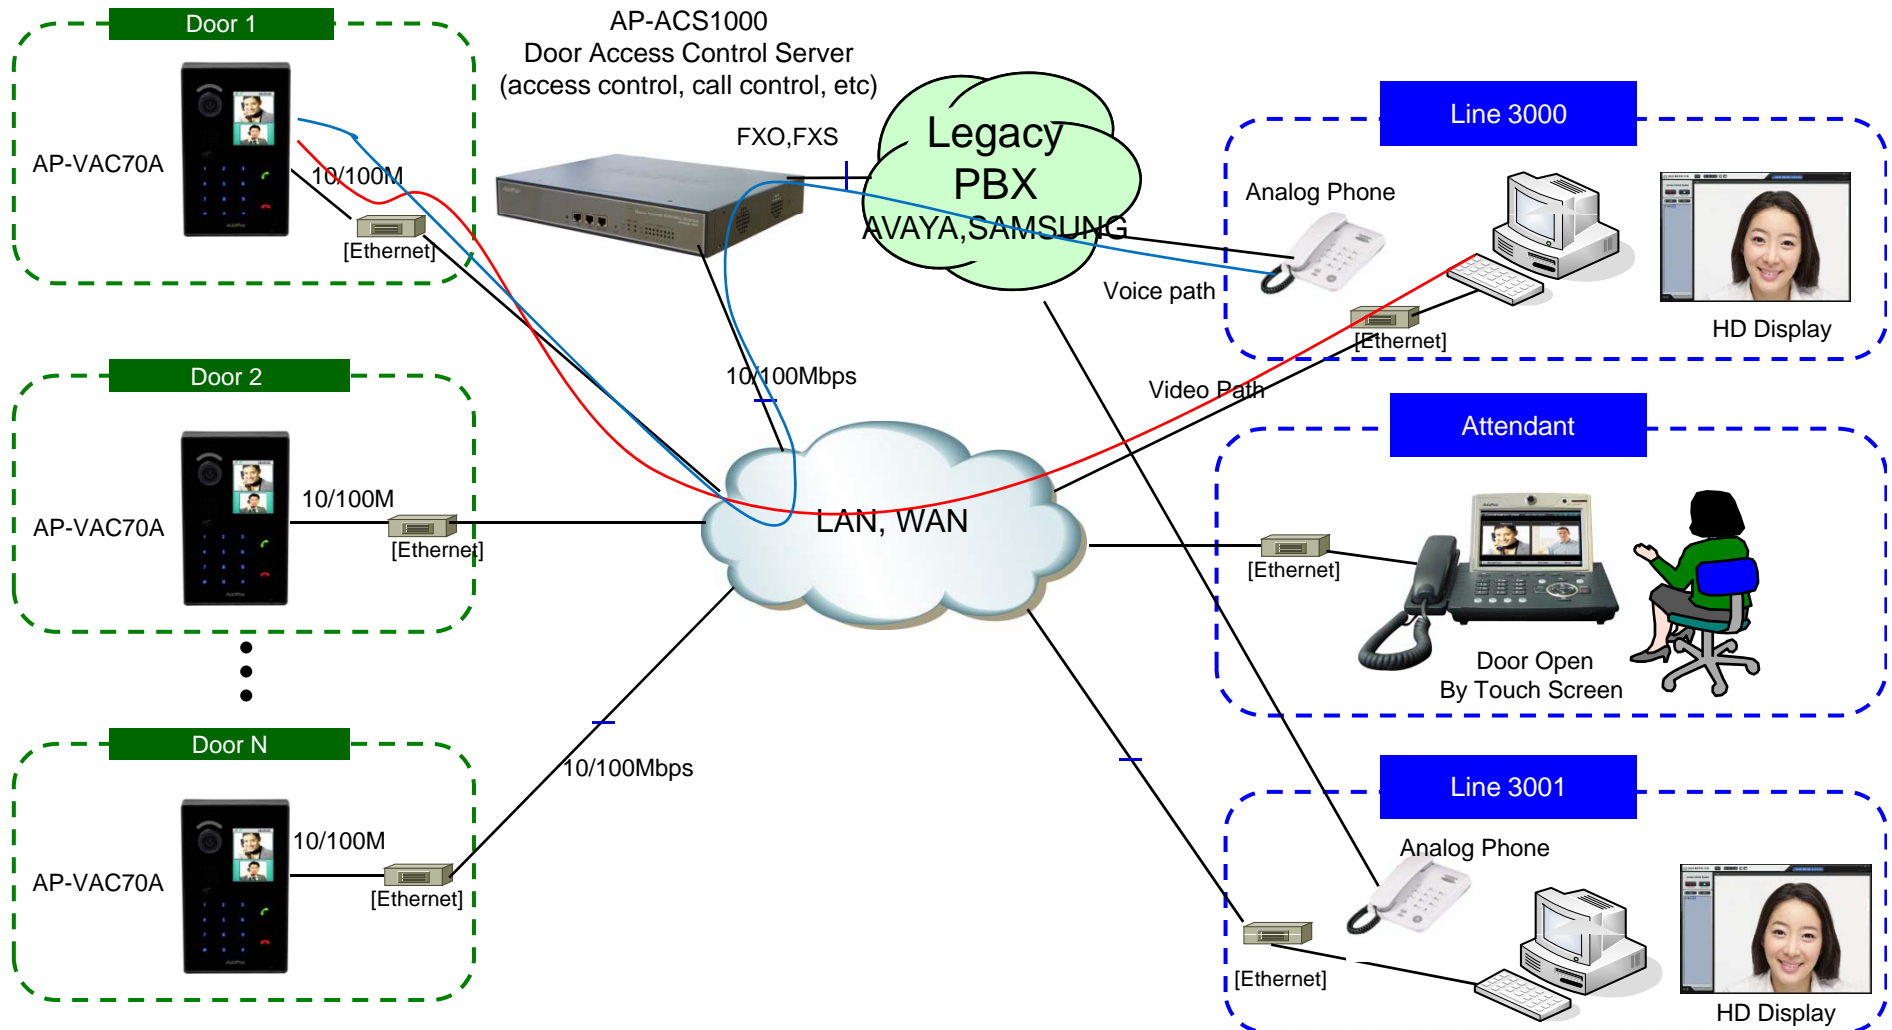 Door 1
AP-VAC70A
10/100M
[Ethernet]
AP-ACS1000
Door Access Control Server
(access control, call control, etc)
FXO,FXS
Legacy
PBX
AVAYA,SAMSUNG
Line 3000
Analog Phone
Voice path
[Ethernet]
HD Display
Door 2
AP-VAC70A
10/100M
[Ethernet]
10/100Mbps
Video Path
LAN, WAN
Attendant
[Ethernet]
Door Open
By Touch Screen
Door N
AP-VAC70A
10/100M
[Ethernet]
10/100Mbps
Line 3001
Analog Phone
[Ethernet]
HD Display